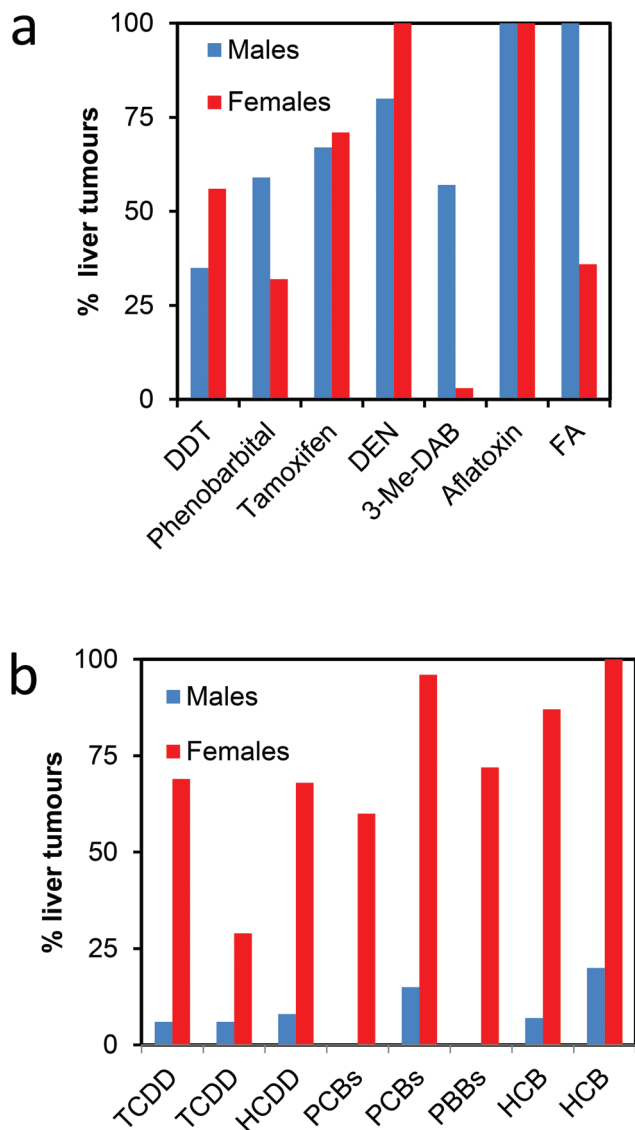 a
100
75
50
25
0
% liver tumours
Males
Females
DDT
Phenobarbital
Tamoxifen
DEN
3-Me-DAB
Aflatoxin
FA
b
100
75
50
25
0
% liver tumours
Males
Females
TCDD
TCDD
HCDD
PCBs
PCBs
PBBs
HCB
HCB